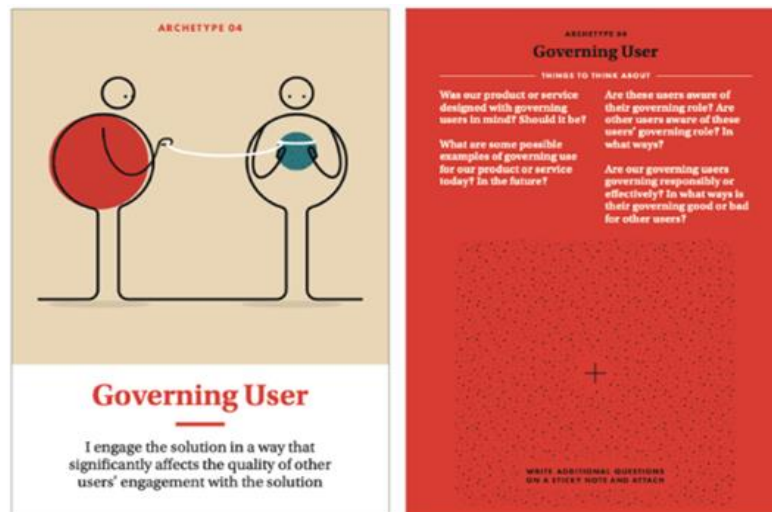 ARCHETYPE 04
Governing User
I engage the solution in a way that
significantly affects the quality of other
users' engagement with the solution
ARCHETYPE 04
Governing User
THINGS TO THINK ABOUT
Was our product or service
designed with governing
users in mind? Should it be?
What are some possible
examples of governing use
for our product or service
today? In the future?
Are these users aware of
their governing role? Are
other users aware of these
users' governing role? In
what ways?
Are our governing users
governing responsibly or
effectively? In what ways is
their governing good or bad
for other users?
WRITE ADDITIONAL QUESTIONS
ON A STICKY NOTE AND ATTACH